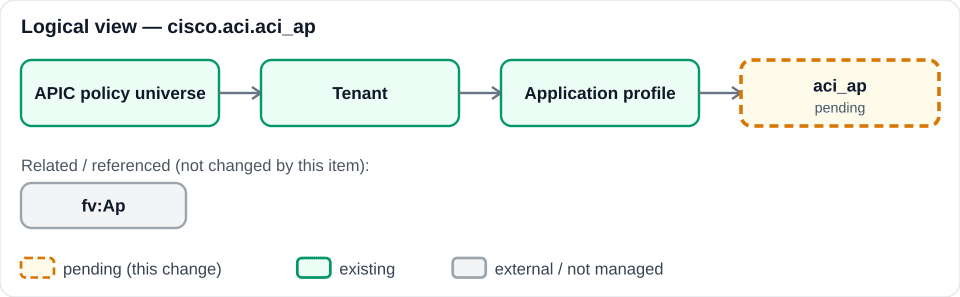 Logical view — cisco.aci.aci_ap
APIC policy universe
Tenant
Application profile
aci_ap
pending
Related / referenced (not changed by this item):
fv:Ap
pending (this change)
existing
external / not managed